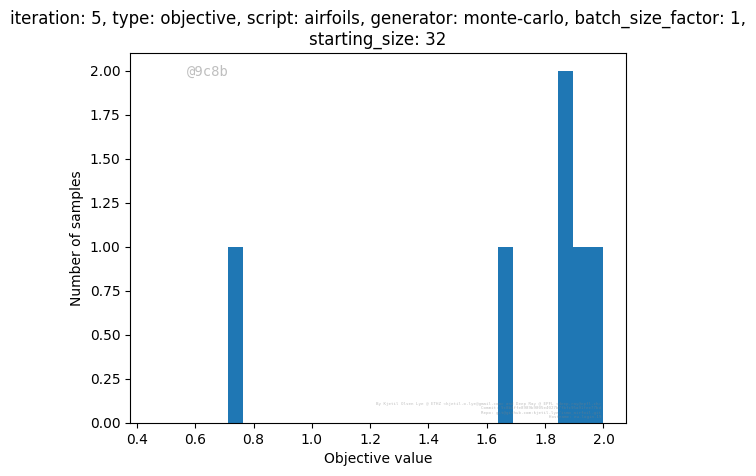 iteration: 5, type: objective, script: airfoils, generator: monte-carlo, batch_size_factor: 1,
starting_size: 32
@9c8b
2.00
1.75
1.50
1.25
1.00
0.75
0.50
0.25
0.00
Number of samples
0.4 0.6 0.8 1.0 1.2 1.4 1.6 1.8 2.0
Objective value